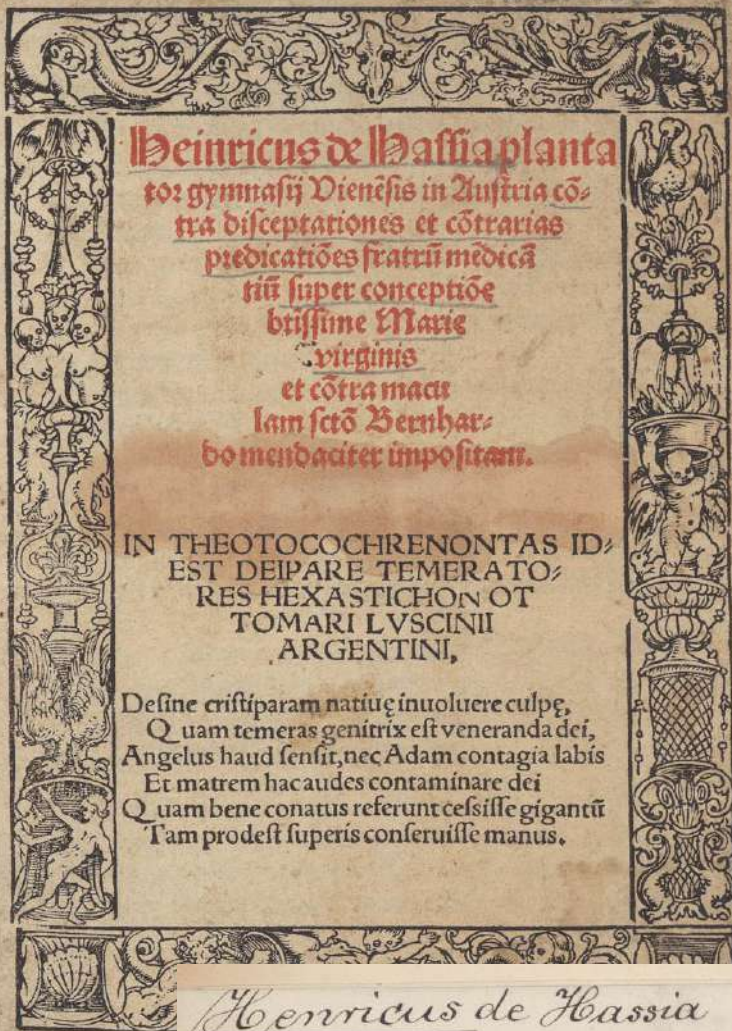 Heinricus de Hassia planta
tor gymnasij Vienēsis in Austria cō⸗
tra disceptationes et cōtrarias
predicatiōes fratrū mēdicā
tiū super conceptiōe
btissime Marie
virginis
et cōtra macu
lam sctō Bernhar⸗
do mendaciter impositam.
IN THEOTOCOCHRENONTAS ID⸗
EST DEIPARE TEMERATO⸗
RES HEXASTICHON OT
TOMARI LVSCINII
ARGENTINI,
Desine cristiparam natiuę inuoluere culpę,
Quam temeras genitrix est veneranda dei,
Angelus haud sensit, nec Adam contagia labis
Et matrem hac audes contaminare dei
Quam bene conatus referunt cessisse gigantū
Tam prodest superis conseruisse manus.
Henricus de Hassia